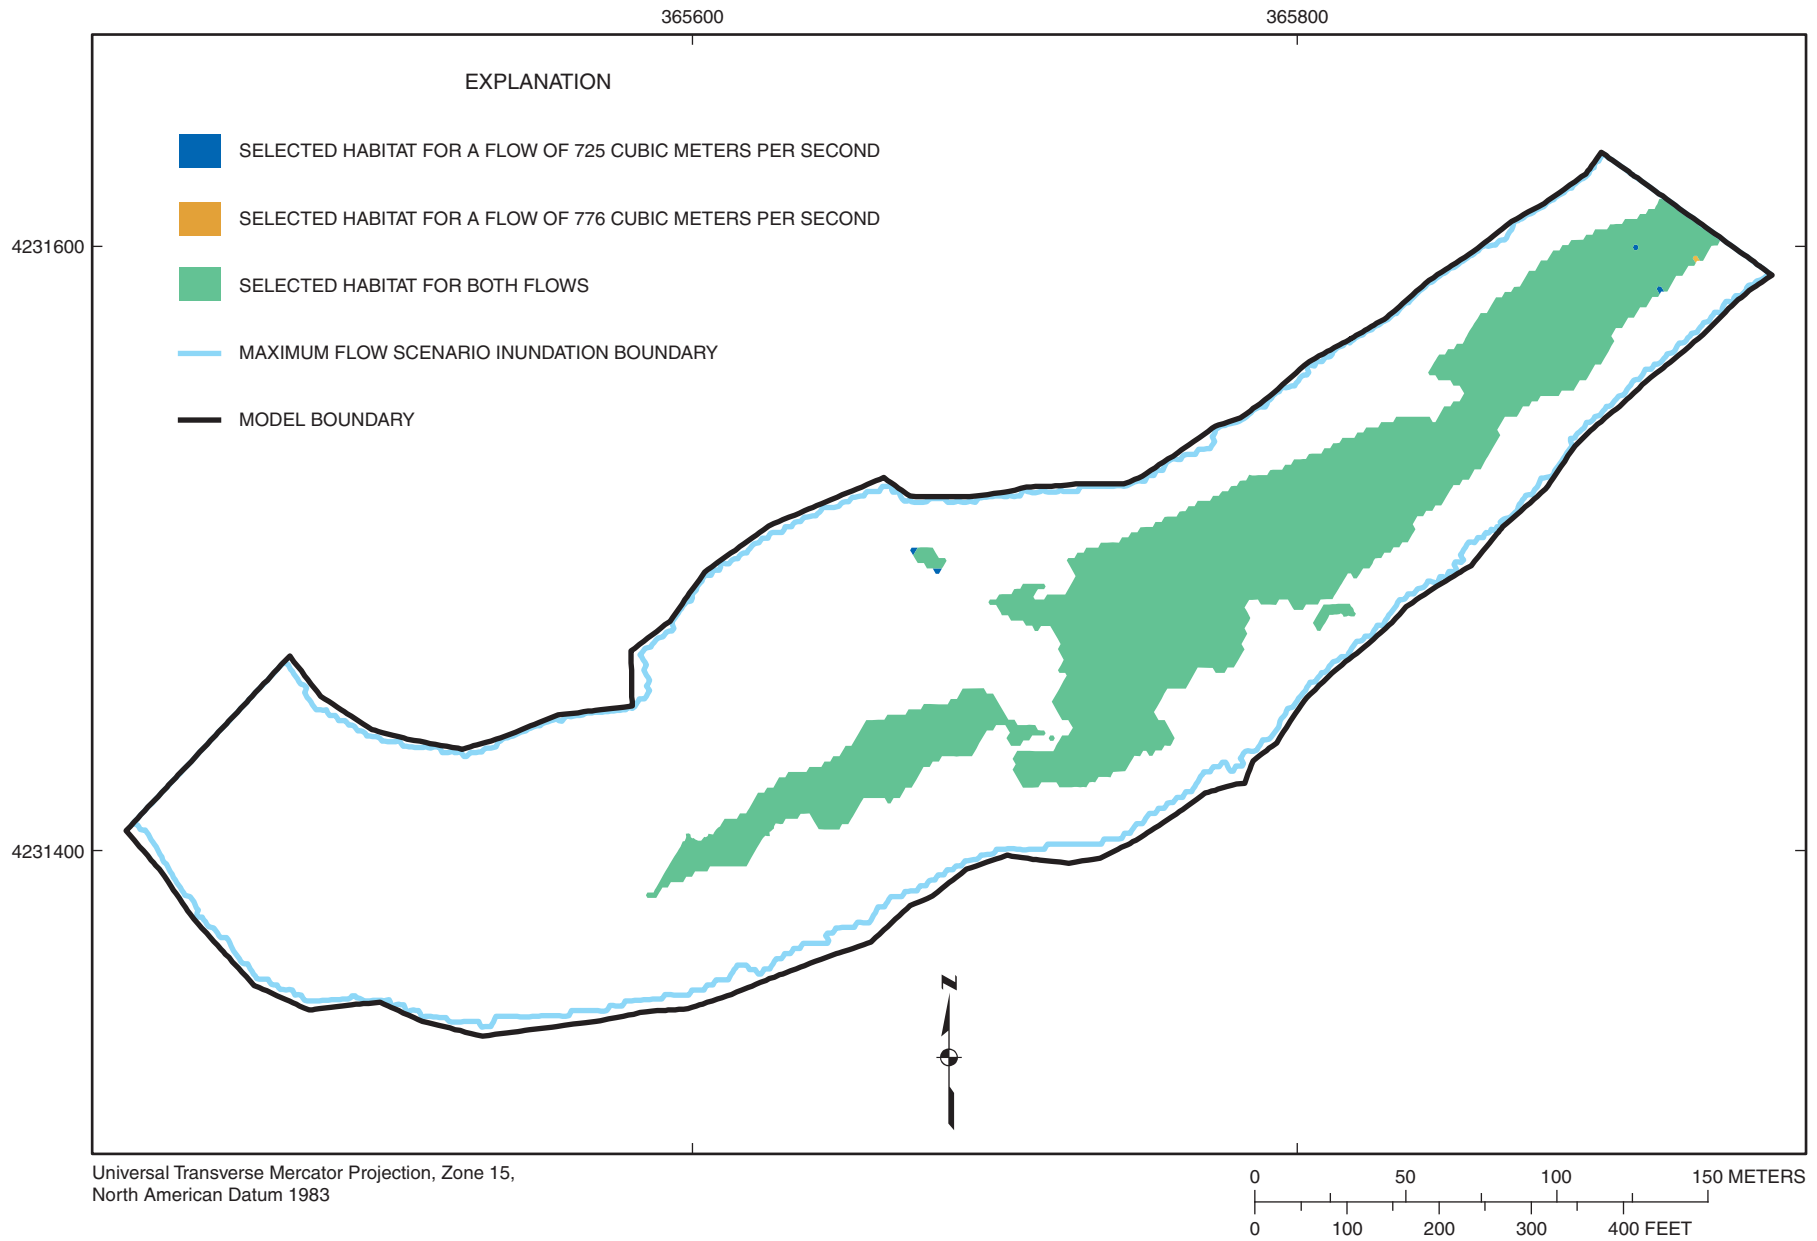 365600
365800
EXPLANATION
SELECTED HABITAT FOR A FLOW OF 725 CUBIC METERS PER SECOND
SELECTED HABITAT FOR A FLOW OF 776 CUBIC METERS PER SECOND
4231600
SELECTED HABITAT FOR BOTH FLOWS
MAXIMUM FLOW SCENARIO INUNDATION BOUNDARY
MODEL BOUNDARY
4231400
N
Universal Transverse Mercator Projection, Zone 15,
North American Datum 1983
0 50 100 150 METERS
0 100 200 300 400 FEET